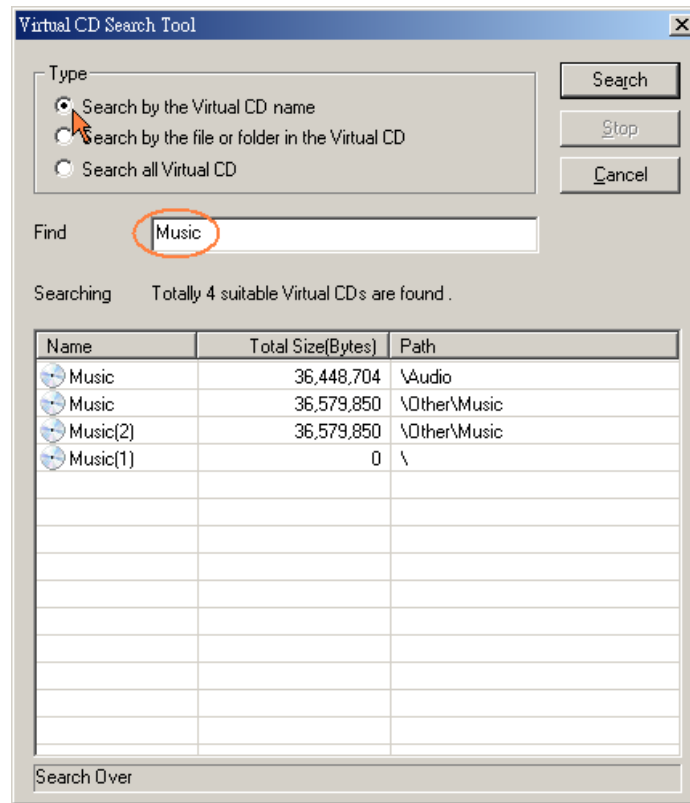 Virtual CD Search Tool
Type
Search by the Virtual CD name
Search by the file or folder in the Virtual CD
Search all Virtual CD
Search
Stop
Cancel
Find Music
Searching Totally 4 suitable Virtual CDs are found .
Name Total Size(Bytes) Path
Music 36,448,704 \Audio
Music 36,579,850 \Other\Music
Music(2) 36,579,850 \Other\Music
Music(1) 0 \
Search Over